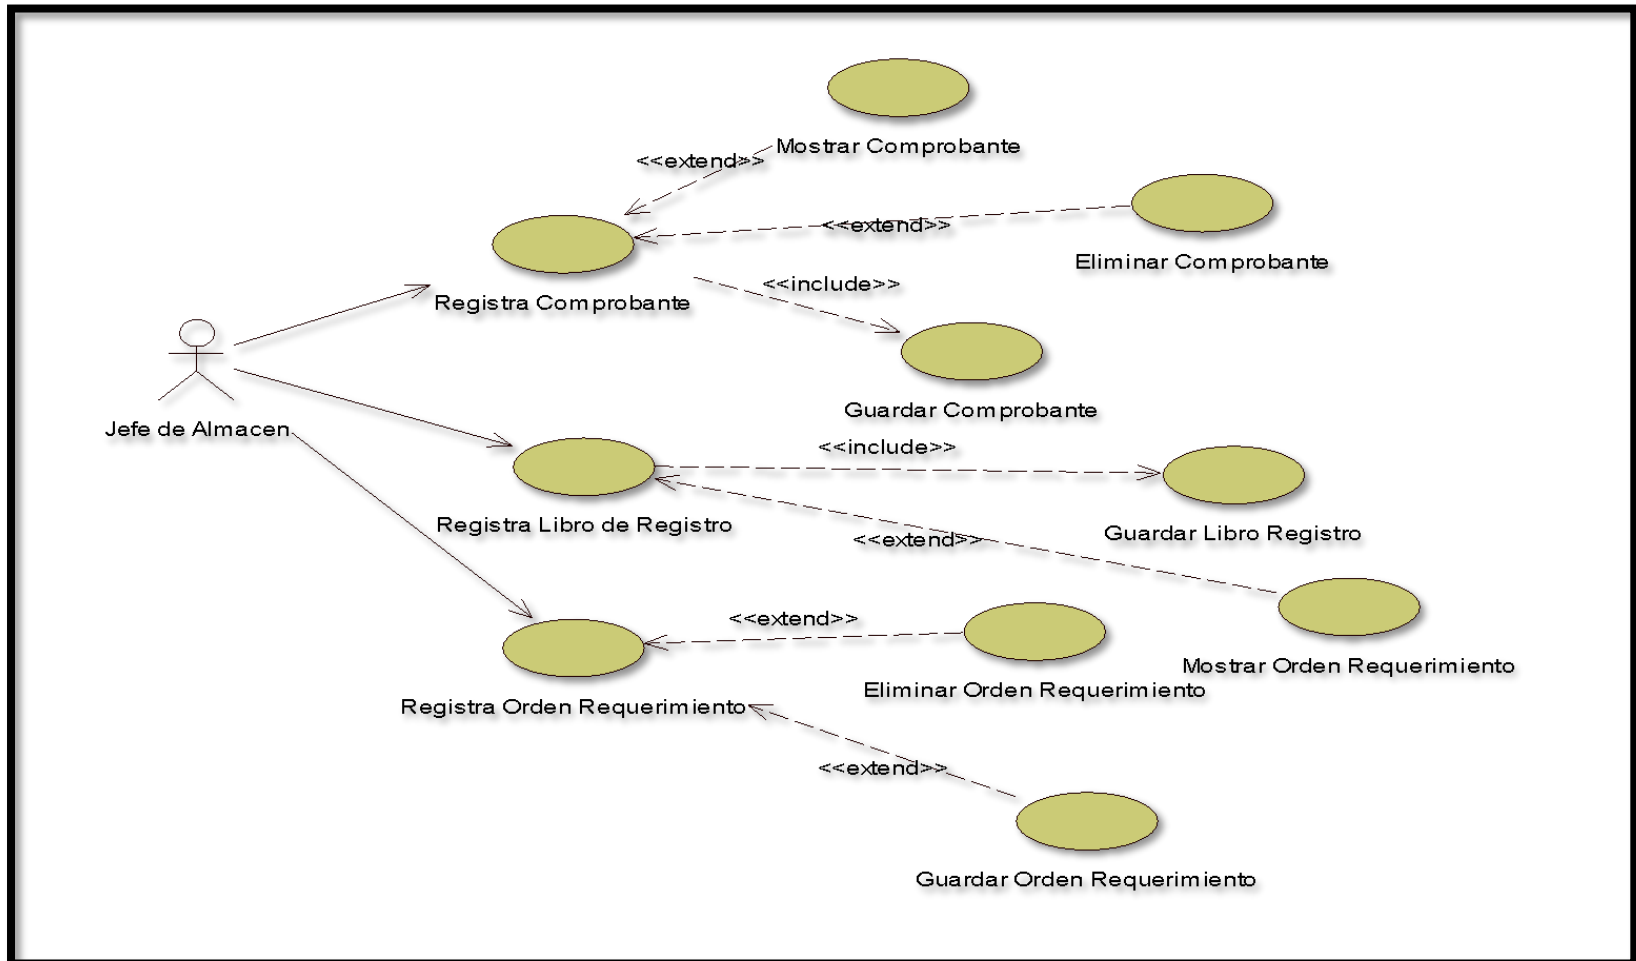 Mostrar Comprobante
<<extend>>
<<extend>>
Eliminar Comprobante
<<include>>
Registra Comprobante
Guardar Comprobante
Jefe de Almacen
<<include>>
Registra Libro de Registro
Guardar Libro Registro
<<extend>>
<<extend>>
Mostrar Orden Requerimiento
Eliminar Orden Requerimiento
Registra Orden Requerimiento
<<extend>>
Guardar Orden Requerimiento